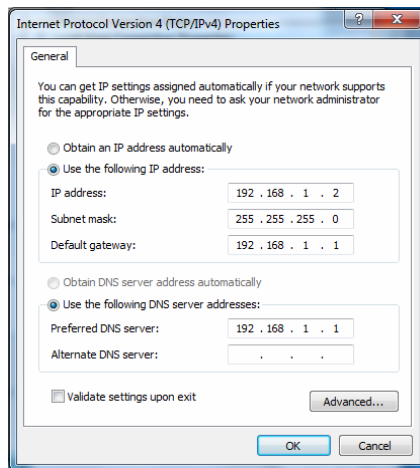 Internet Protocol Version 4 (TCP/IPv4) Properties
General
You can get IP settings assigned automatically if your network supports
this capability. Otherwise, you need to ask your network administrator
for the appropriate IP settings.
Obtain an IP address automatically
Use the following IP address:
IP address: 192 . 168 . 1 . 2
Subnet mask: 255 . 255 . 255 . 0
Default gateway: 192 . 168 . 1 . 1
Obtain DNS server address automatically
Use the following DNS server addresses:
Preferred DNS server: 192 . 168 . 1 . 1
Alternate DNS server: . . .
Validate settings upon exit
Advanced...
OK Cancel